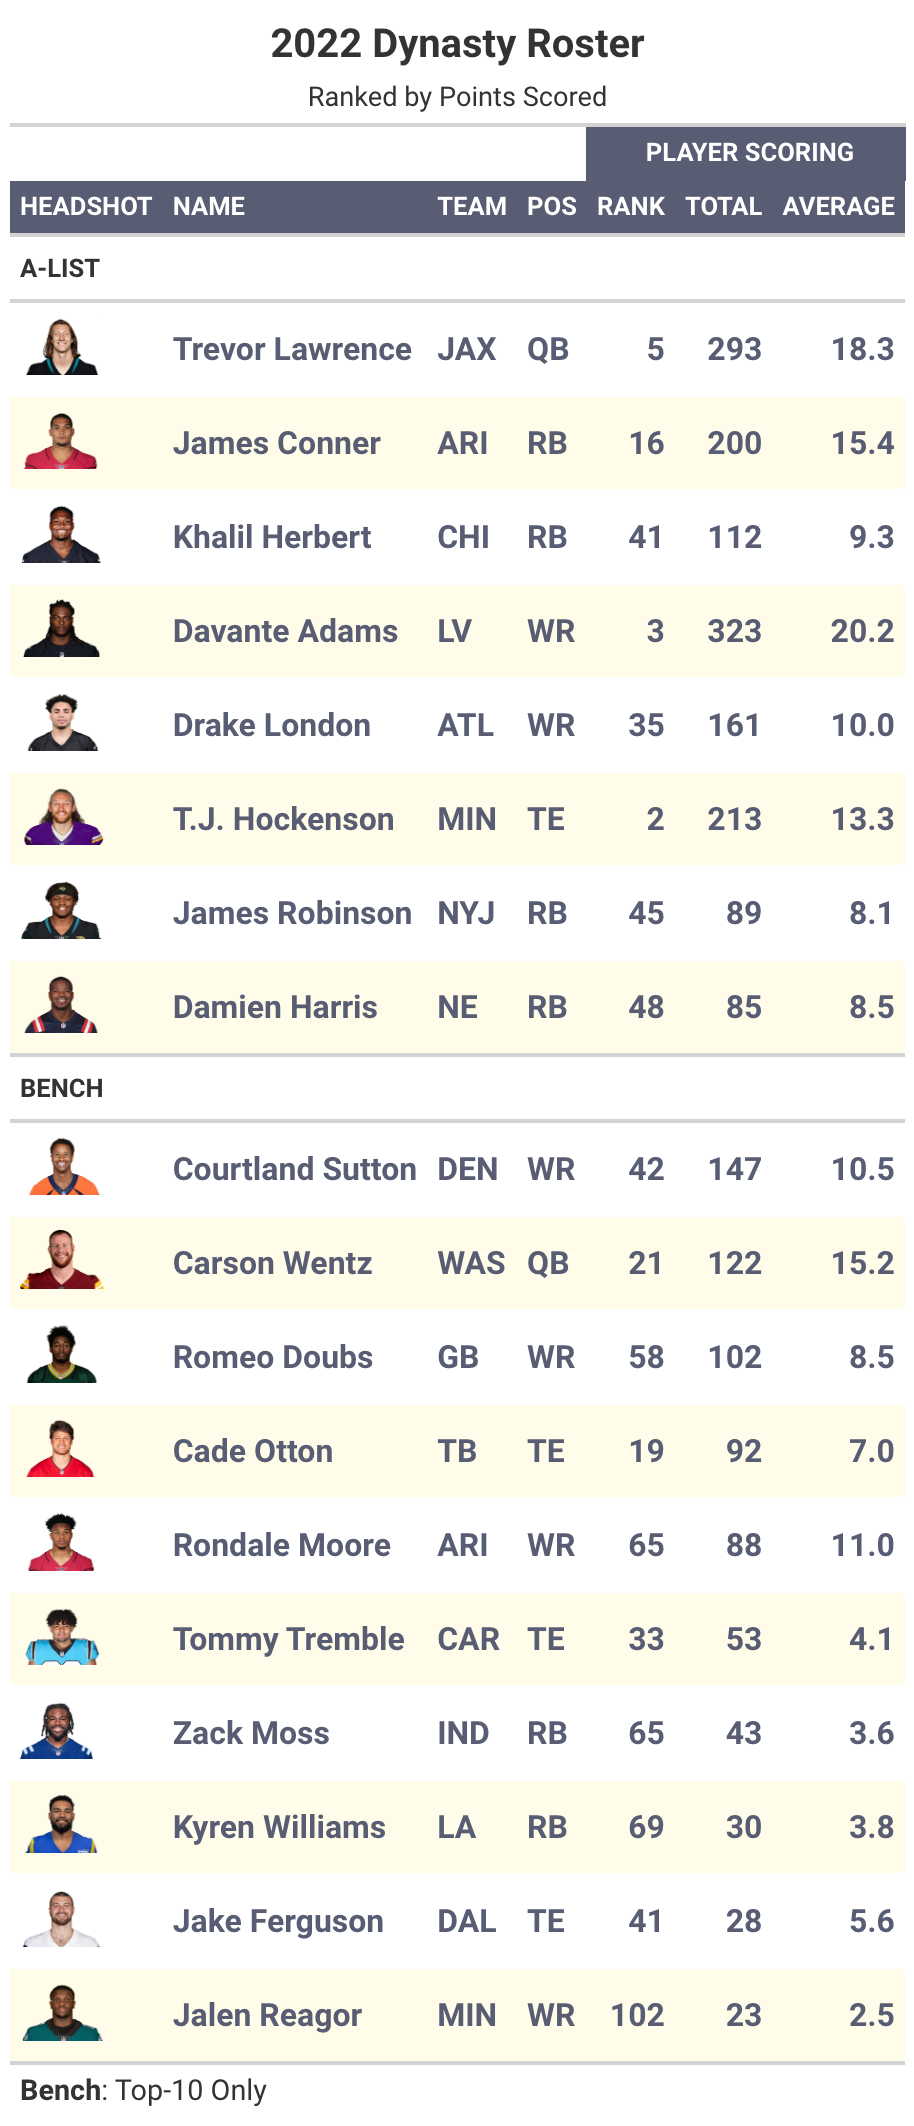 2022 Dynasty Roster
Ranked by Points Scored
PLAYER SCORING
HEADSHOT NAME TEAM POS RANK TOTAL AVERAGE
A-LIST
Trevor Lawrence JAX QB 5 293 18.3
James Conner ARI RB 16 200 15.4
Khalil Herbert CHI RB 41 112 9.3
Davante Adams LV WR 3 323 20.2
Drake London ATL WR 35 161 10.0
T.J. Hockenson MIN TE 2 213 13.3
James Robinson NYJ RB 45 89 8.1
Damien Harris NE RB 48 85 8.5
BENCH
Courtland Sutton DEN WR 42 147 10.5
Carson Wentz WAS QB 21 122 15.2
Romeo Doubs GB WR 58 102 8.5
Cade Otton TB TE 19 92 7.0
Rondale Moore ARI WR 65 88 11.0
Tommy Tremble CAR TE 33 53 4.1
Zack Moss IND RB 65 43 3.6
Kyren Williams LA RB 69 30 3.8
Jake Ferguson DAL TE 41 28 5.6
Jalen Reagor MIN WR 102 23 2.5
Bench: Top-10 Only